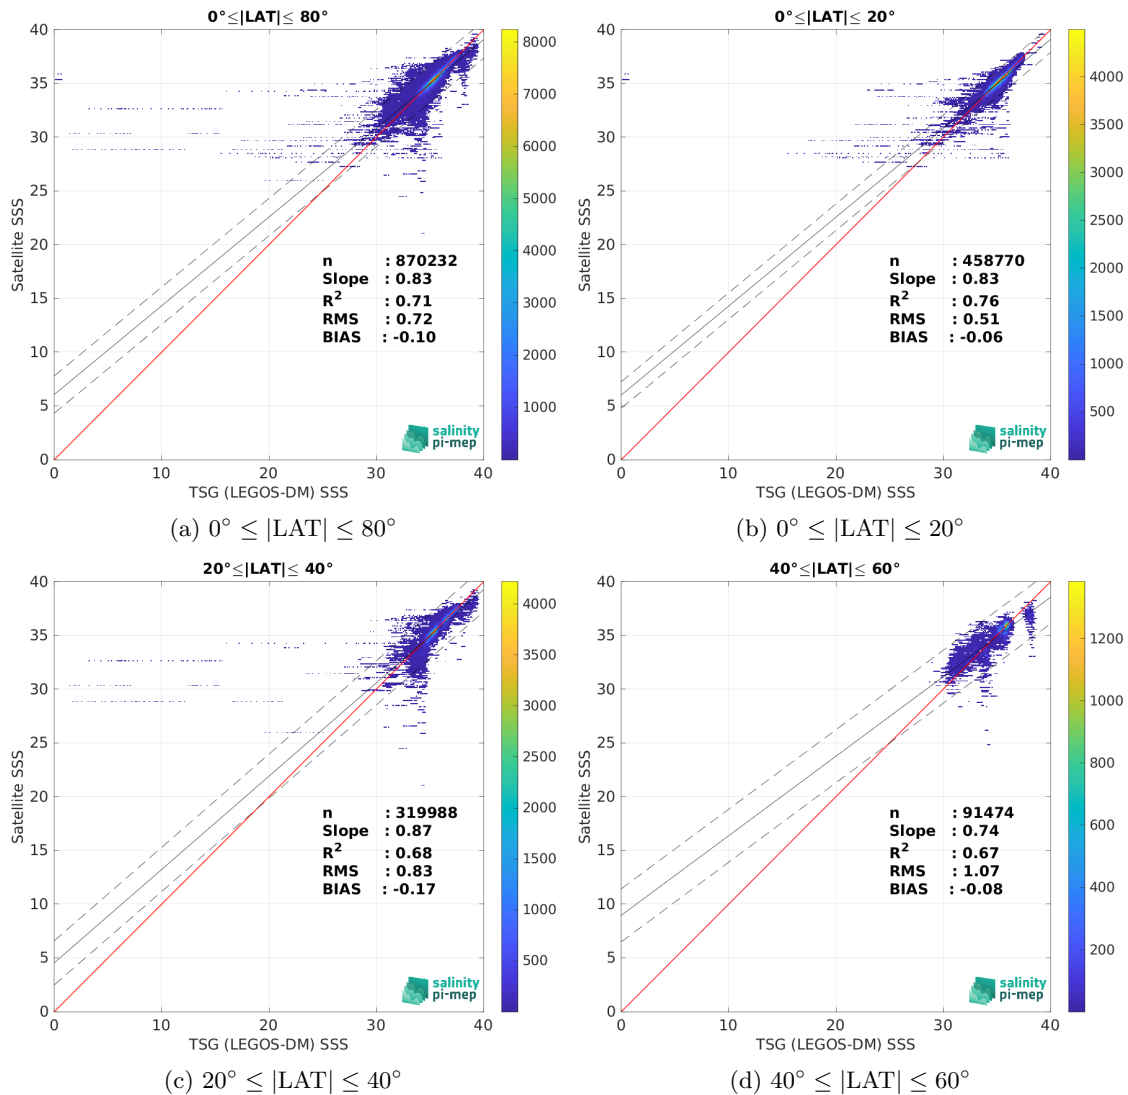 0°≤|LAT|≤ 80°
40
35
30
25
20
15
10
5
0
Satellite SSS
0 10 20 30 40
TSG (LEGOS-DM) SSS
n : 870232
Slope : 0.83
R² : 0.71
RMS : 0.72
BIAS : -0.10
salinity
pi-mep
8000
7000
6000
5000
4000
3000
2000
1000
(a) 0° ≤ |LAT| ≤ 80°
0°≤|LAT|≤ 20°
40
35
30
25
20
15
10
5
0
Satellite SSS
0 10 20 30 40
TSG (LEGOS-DM) SSS
n : 458770
Slope : 0.83
R² : 0.76
RMS : 0.51
BIAS : -0.06
salinity
pi-mep
4000
3500
3000
2500
2000
1500
1000
500
(b) 0° ≤ |LAT| ≤ 20°
20°≤|LAT|≤ 40°
40
35
30
25
20
15
10
5
0
Satellite SSS
0 10 20 30 40
TSG (LEGOS-DM) SSS
n : 319988
Slope : 0.87
R² : 0.68
RMS : 0.83
BIAS : -0.17
salinity
pi-mep
4000
3500
3000
2500
2000
1500
1000
500
(c) 20° ≤ |LAT| ≤ 40°
40°≤|LAT|≤ 60°
40
35
30
25
20
15
10
5
0
Satellite SSS
0 10 20 30 40
TSG (LEGOS-DM) SSS
n : 91474
Slope : 0.74
R² : 0.67
RMS : 1.07
BIAS : -0.08
salinity
pi-mep
1200
1000
800
600
400
200
(d) 40° ≤ |LAT| ≤ 60°